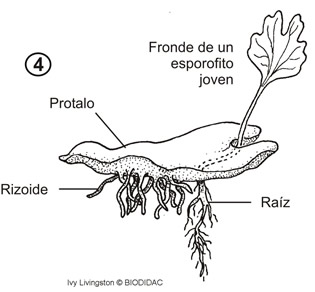 4
Fronde de un
esporofito
joven
Protalo
Rizoide
Raíz
Ivy Livingston © BIODIDAC